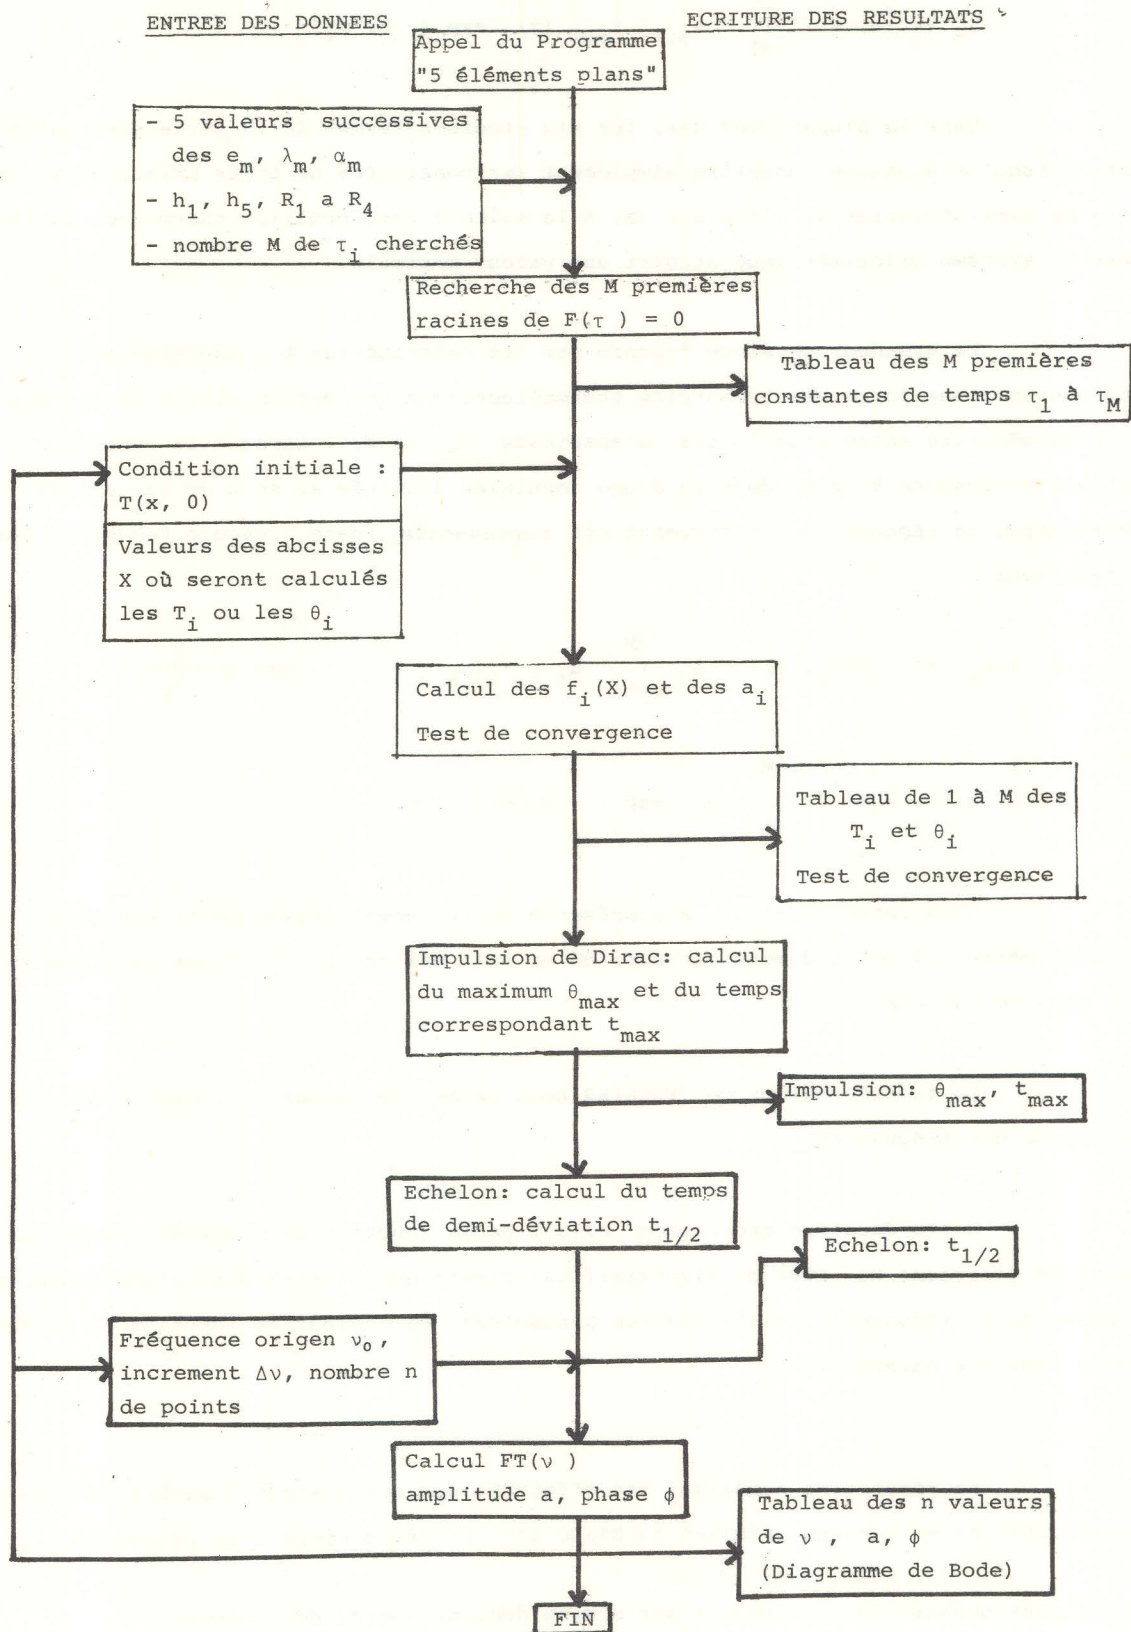 ENTREE DES DONNEES
ECRITURE DES RESULTATS
Appel du Programme
"5 éléments plans"
- 5 valeurs successives
des e_m, λ_m, α_m
- h_1, h_5, R_1 a R_4
- nombre M de τ_i cherchés
Recherche des M premières
racines de F(τ ) = 0
Tableau des M premières
constantes de temps τ_1 à τ_M
Condition initiale :
T(x, 0)
Valeurs des abcisses
X où seront calculés
les T_i ou les θ_i
Calcul des f_i(X) et des a_i
Test de convergence
Tableau de 1 à M des
T_i et θ_i
Test de convergence
Impulsion de Dirac: calcul
du maximum θ_max et du temps
correspondant t_max
Impulsion: θ_max, t_max
Echelon: calcul du temps
de demi-déviation t_1/2
Echelon: t_1/2
Fréquence origen ν_o,
increment Δν, nombre n
de points
Calcul FT(ν )
amplitude a, phase ϕ
Tableau des n valeurs
de ν , a, ϕ
(Diagramme de Bode)
FIN